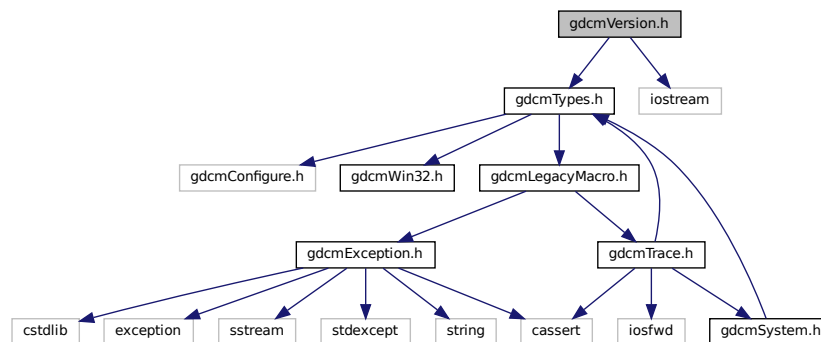 gdcmVersion.h
gdcmTypes.h
iostream
gdcmConfigure.h
gdcmWin32.h
gdcmLegacyMacro.h
gdcmException.h
gdcmTrace.h
cstdlib
exception
sstream
stdexcept
string
cassert
iosfwd
gdcmSystem.h